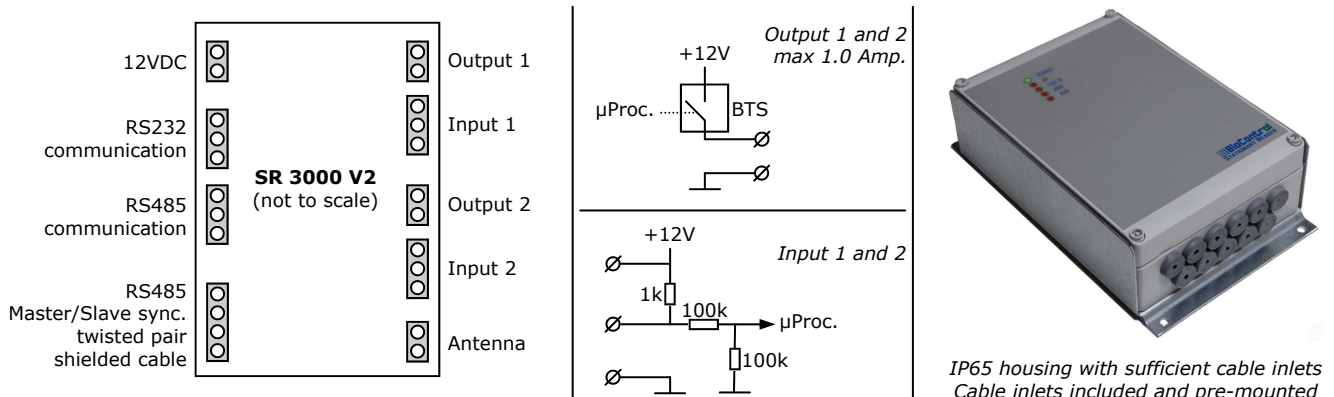 12VDC
RS232
communication
RS485
communication
RS485
Master/Slave sync.
twisted pair
shielded cable
SR 3000 V2
(not to scale)
Output 1
Input 1
Output 2
Input 2
Antenna
Output 1 and 2
max 1.0 Amp.
+12V
µProc.
BTS
Input 1 and 2
+12V
1k
100k
µProc.
100k
POWER
BioControl
STATIONARY READER
IP65 housing with sufficient cable inlets
Cable inlets included and pre-mounted